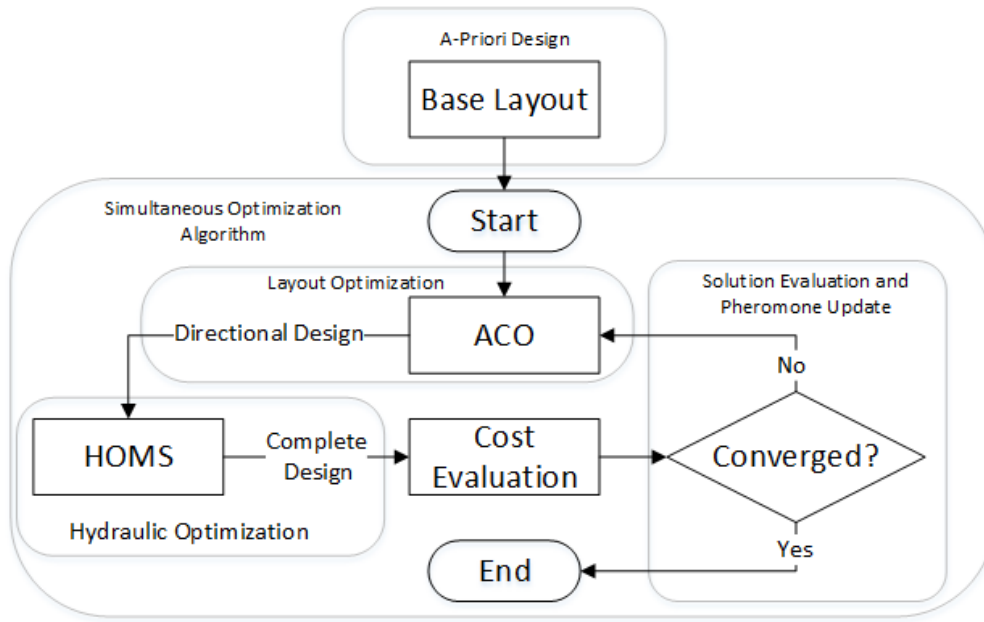 A-Priori Design
Base Layout
Simultaneous Optimization
Algorithm
Start
Layout Optimization
Solution Evaluation and
Pheromone Update
Directional Design
ACO
No
HOMS
Complete
Design
Cost
Evaluation
Converged?
Hydraulic Optimization
Yes
End